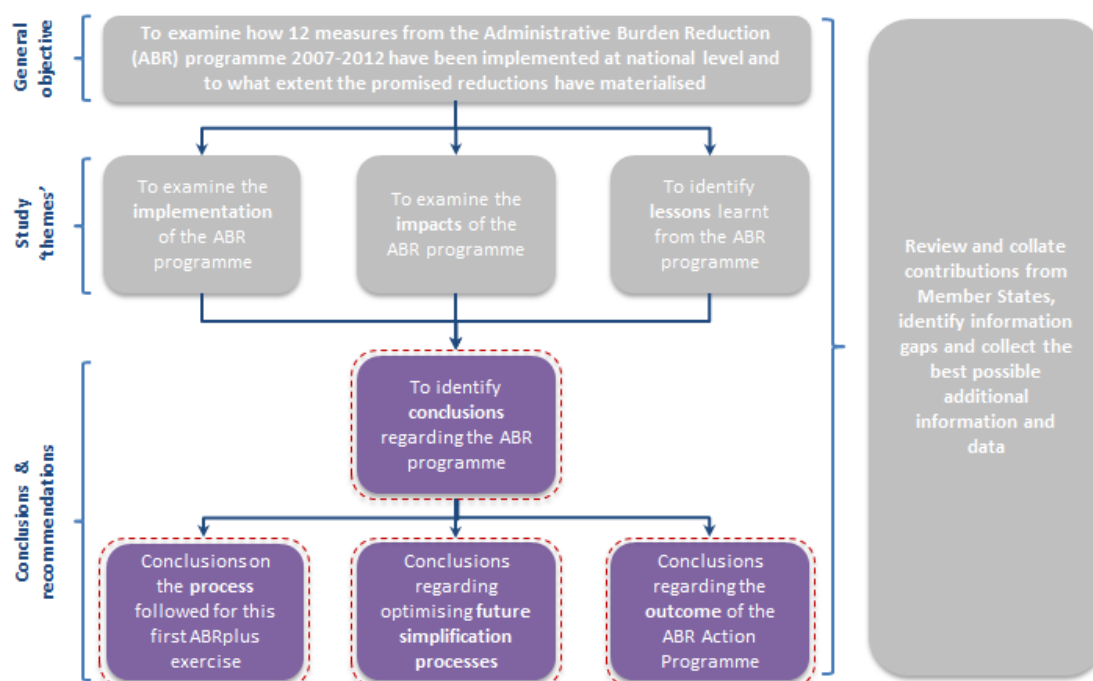 General
objective
To examine how 12 measures from the Administrative Burden Reduction
(ABR) programme 2007-2012 have been implemented at national level and
to what extent the promised reductions have materialised
Study
'themes'
To examine the
implementation
of the ABR
programme
To examine the
impacts of the
ABR programme
To identify
lessons learnt
from the ABR
programme
Conclusions &
recommendations
To identify
conclusions
regarding the ABR
programme
Conclusions on
the process
followed for this
first ABRplus
exercise
Conclusions
regarding
optimising future
simplification
processes
Conclusions
regarding the
outcome of the
ABR Action
Programme
Review and collate
contributions from
Member States,
identify information
gaps and collect the
best possible
additional
information and
data